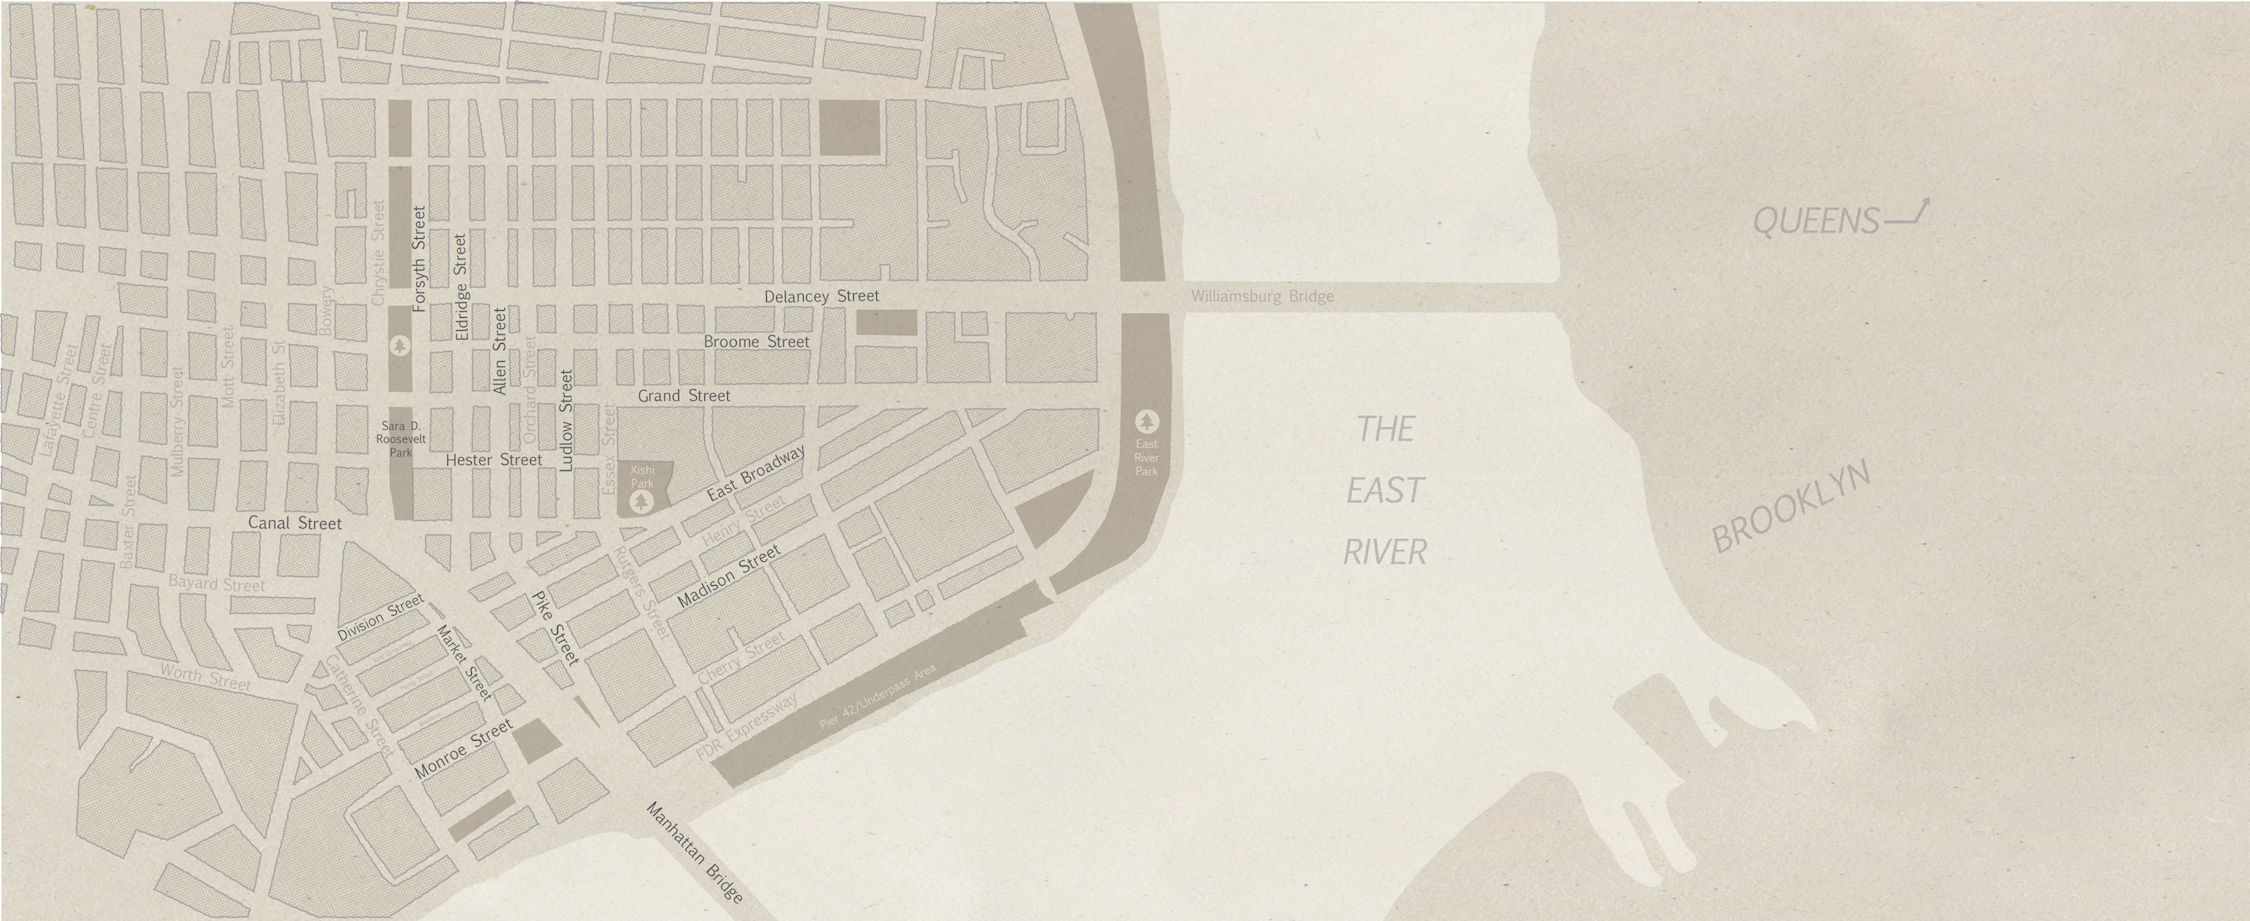 QUEENS
Chrystie Street
Forsyth Street
Eldridge Street
Delancey Street
Williamsburg Bridge
Bowery
Allen Street
Broome Street
Lafayette Street
Centre Street
Mulberry Street
Mott Street
Elizabeth St
Orchard Street
Ludlow Street
Grand Street
Essex Street
THE
EAST
RIVER
Sara D.
Roosevelt
Park
East
River
Park
Hester Street
Xishi
Park
East Broadway
BROOKLYN
Baxter Street
Canal Street
Henry Street
Rutgers Street
Madison Street
Bayard Street
Division Street
Pike Street
Market Street
Cherry Street
Worth Street
Catherine Street
Pier 42/Underpass Area
FDR Expressway
Monroe Street
Manhattan Bridge